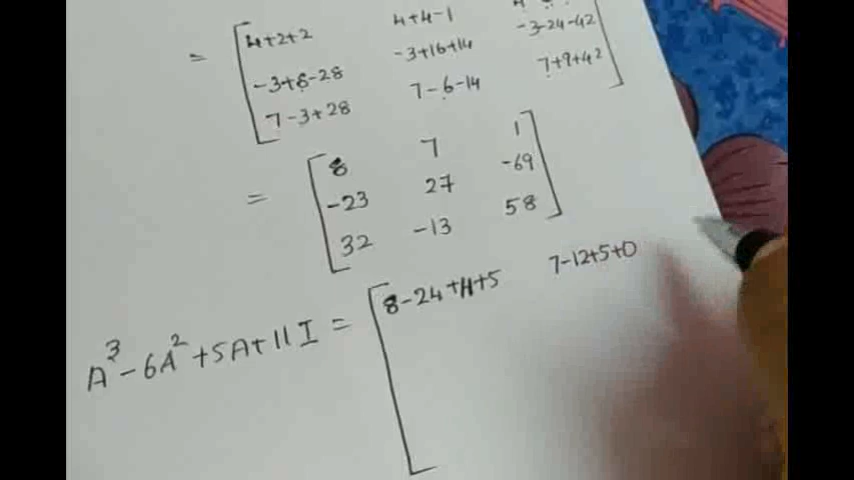 = [ 4+2+2 4+4-1
-3+6-28 -3+16+14 -3-24-42
7-3+28 7-6-14 7+9+42 ]
= [ 8 7 1
-23 27 -69
32 -13 58 ]
A³-6A²+5A+11I = [ 8-24+11+5 7-12+5+0